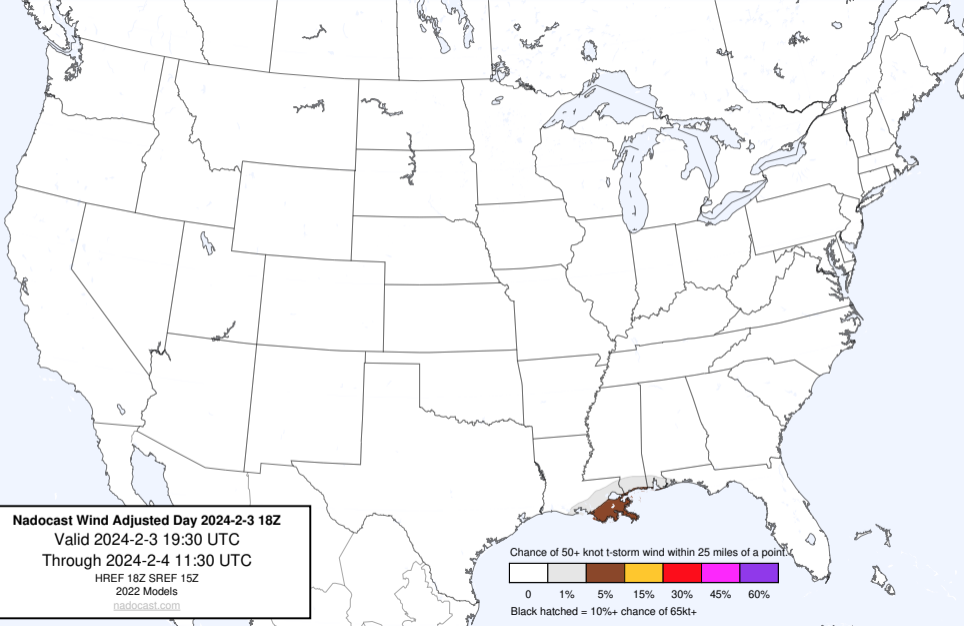 Nadocast Wind Adjusted Day 2024-2-3 18Z
Valid 2024-2-3 19:30 UTC
Through 2024-2-4 11:30 UTC
HREF 18Z SREF 15Z
2022 Models
nadocast.com
Chance of 50+ knot t-storm wind within 25 miles of a point.
0 1% 5% 15% 30% 45% 60%
Black hatched = 10%+ chance of 65kt+